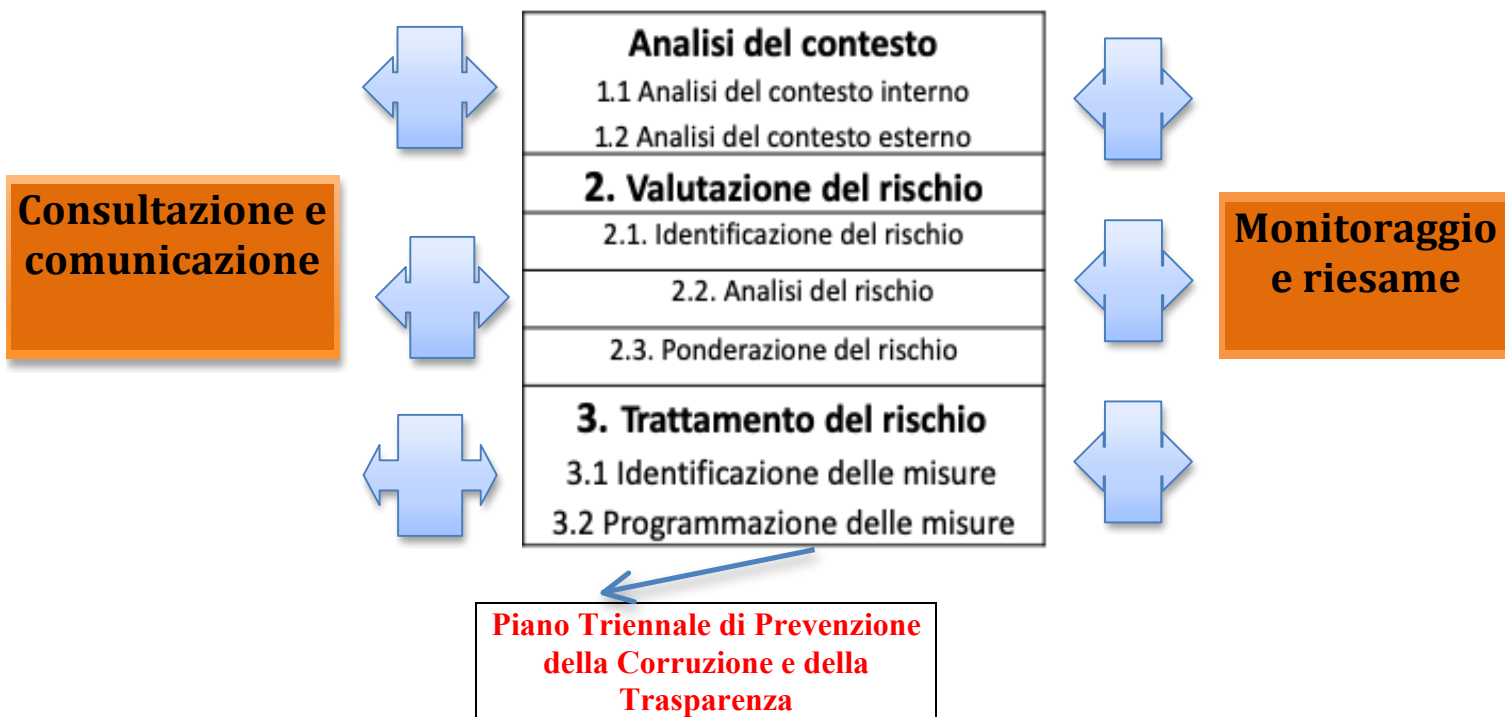 Analisi del contesto
1.1 Analisi del contesto interno
1.2 Analisi del contesto esterno
2. Valutazione del rischio
2.1. Identificazione del rischio
2.2. Analisi del rischio
2.3. Ponderazione del rischio
3. Trattamento del rischio
3.1 Identificazione delle misure
3.2 Programmazione delle misure
Consultazione e
comunicazione
Monitoraggio
e riesame
Piano Triennale di Prevenzione
della Corruzione e della
Trasparenza